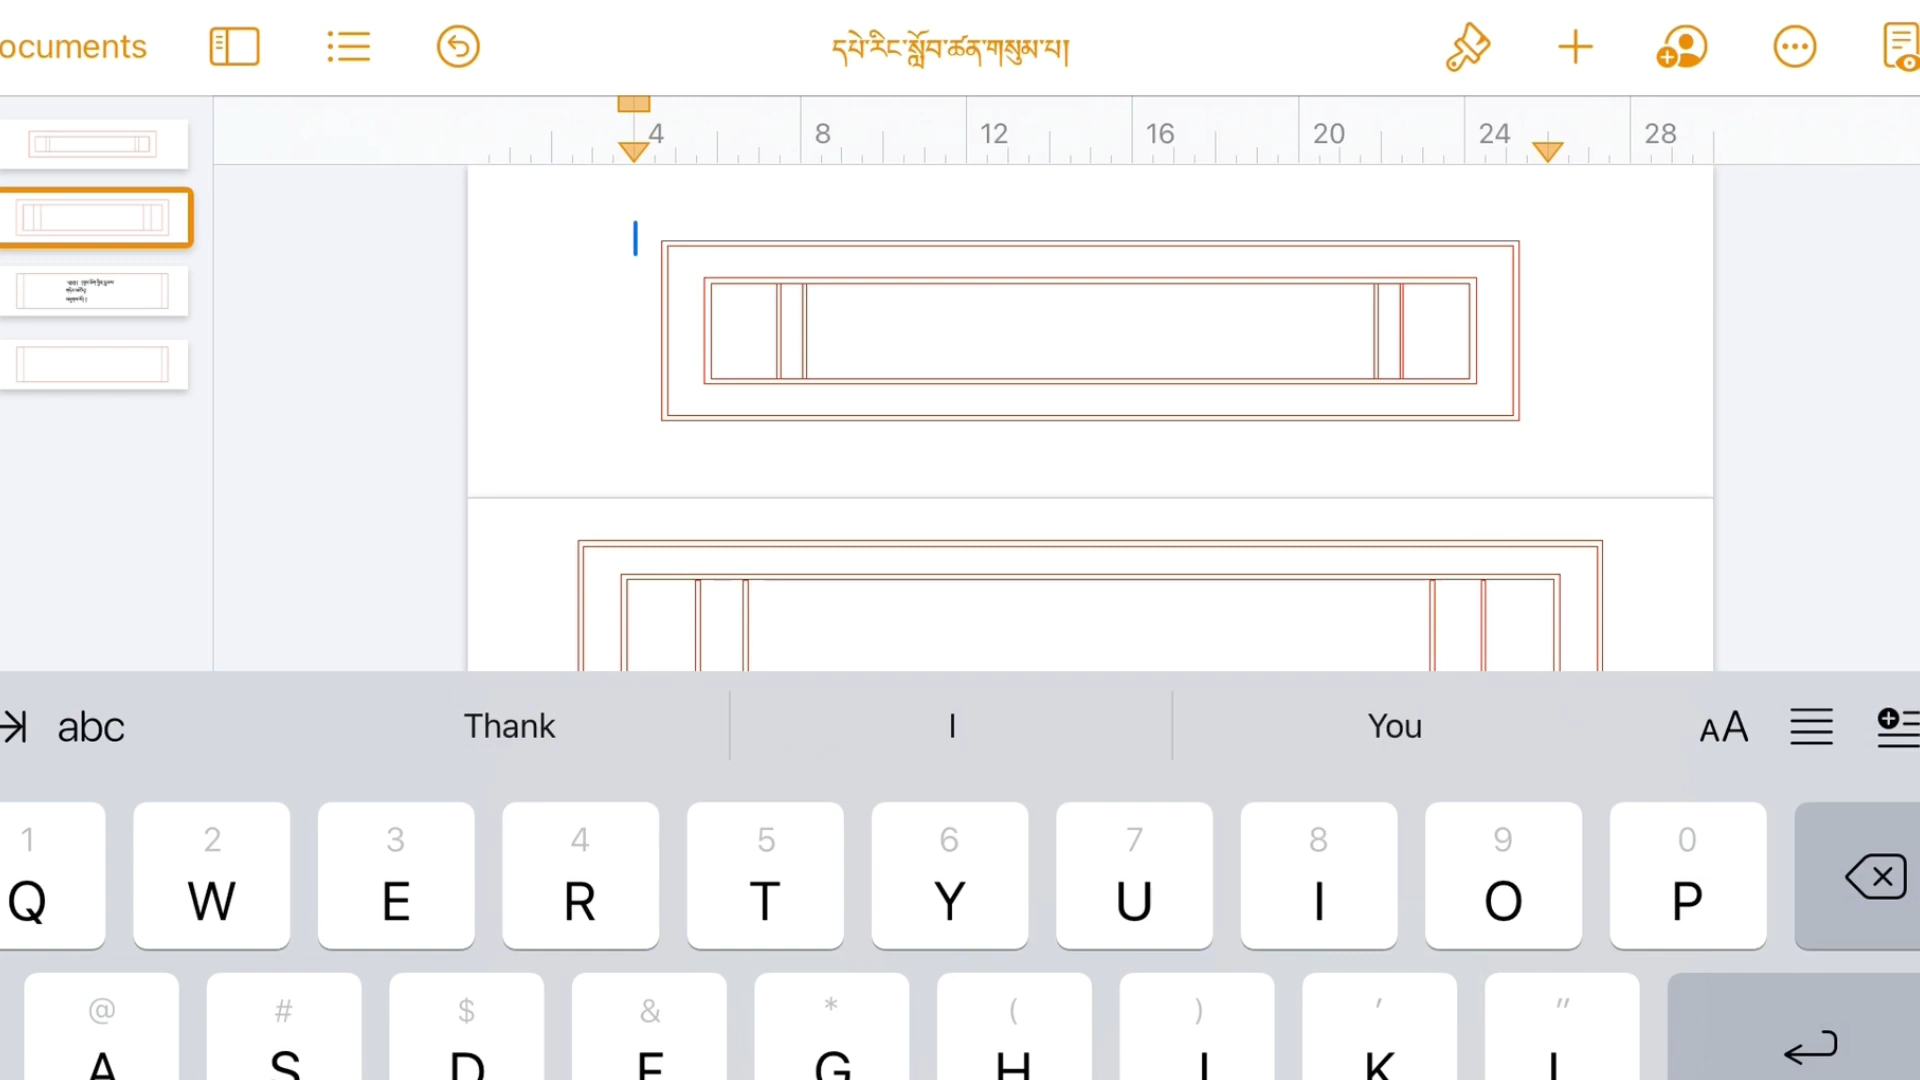 ocuments
དཔེ་རིང་སློབ་ཚན་གསུམ་པ།
4 8 12 16 20 24 28
abc Thank I You AA
1 2 3 4 5 6 7 8 9 0
Q W E R T Y U I O P
@ # $ & * ( ) ' "
A S D F G H J K L